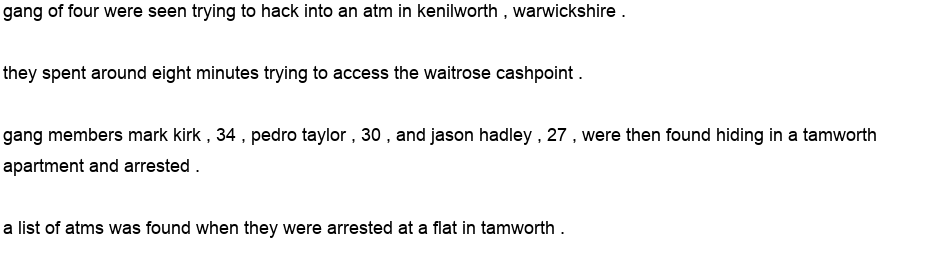 gang of four were seen trying to hack into an atm in kenilworth , warwickshire .
they spent around eight minutes trying to access the waitrose cashpoint .
gang members mark kirk , 34 , pedro taylor , 30 , and jason hadley , 27 , were then found hiding in a tamworth
apartment and arrested .
a list of atms was found when they were arrested at a flat in tamworth .